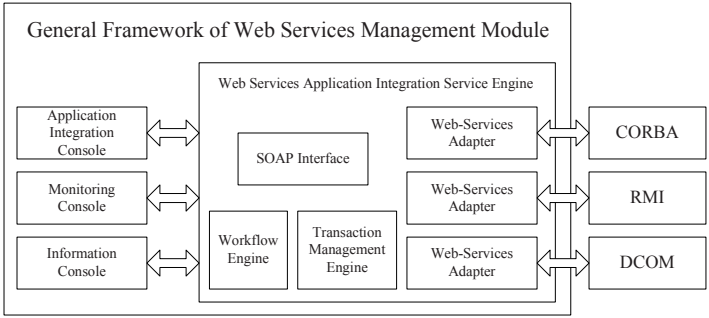 General Framework of Web Services Management Module
Web Services Application Integration Service Engine
Application
Integration
Console
Monitoring
Console
Information
Console
SOAP Interface
Workflow
Engine
Transaction
Management
Engine
Web-Services
Adapter
Web-Services
Adapter
Web-Services
Adapter
CORBA
RMI
DCOM